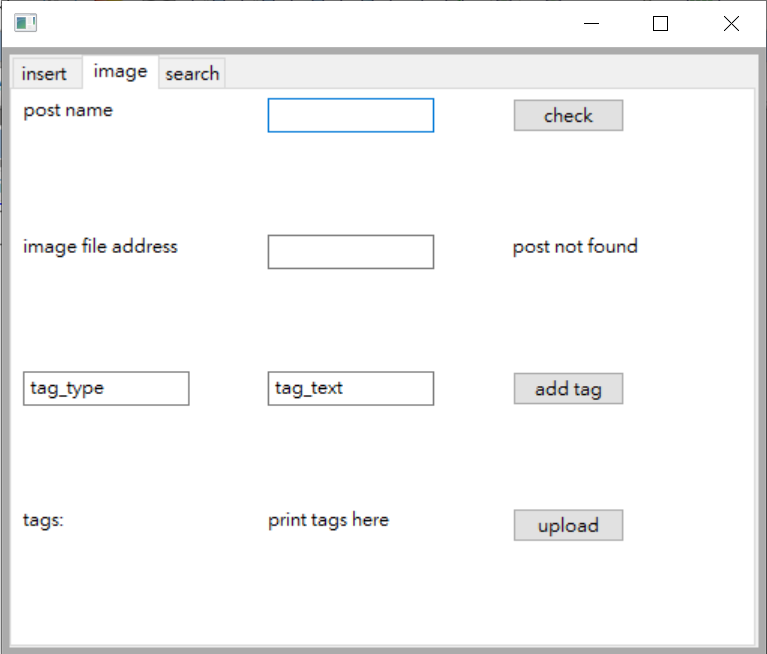 insert image search
post name check
image file address post not found
tag_type tag_text add tag
tags: print tags here upload